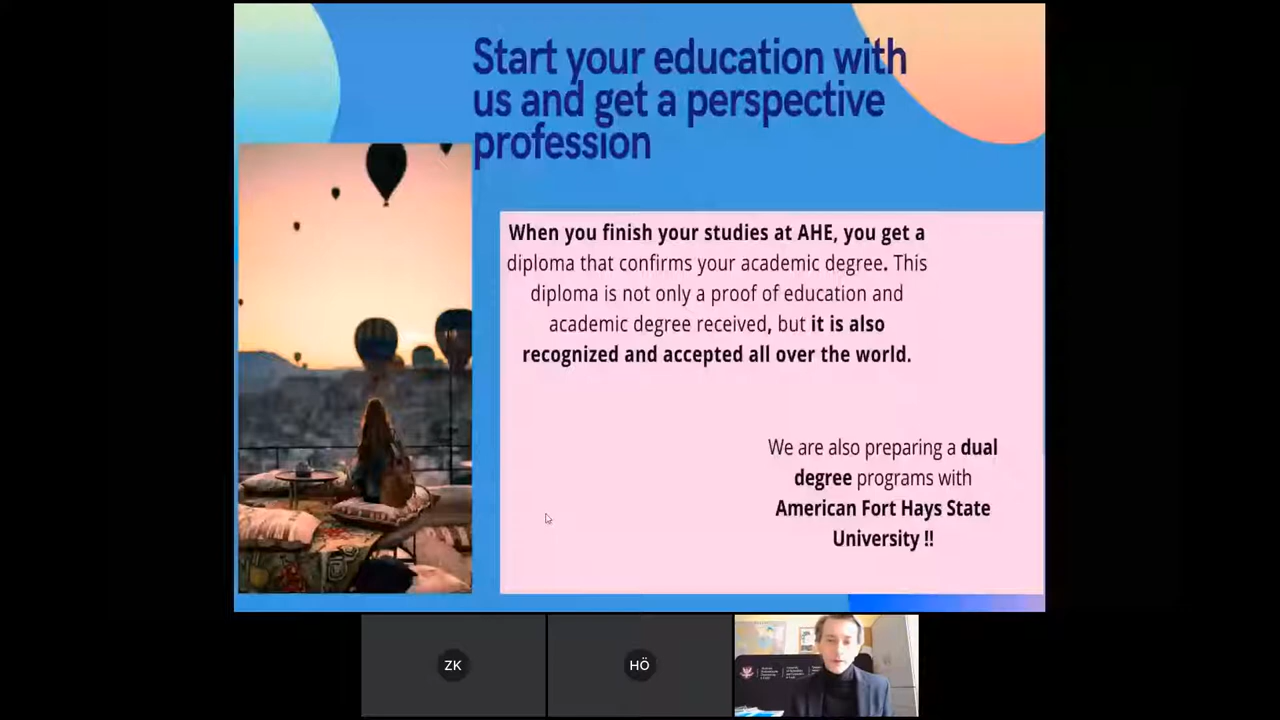 Start your education with
us and get a perspective
profession
When you finish your studies at AHE, you get a
diploma that confirms your academic degree. This
diploma is not only a proof of education and
academic degree received, but it is also
recognized and accepted all over the world.
We are also preparing a dual
degree programs with
American Fort Hays State
University !!
ZK
HÖ